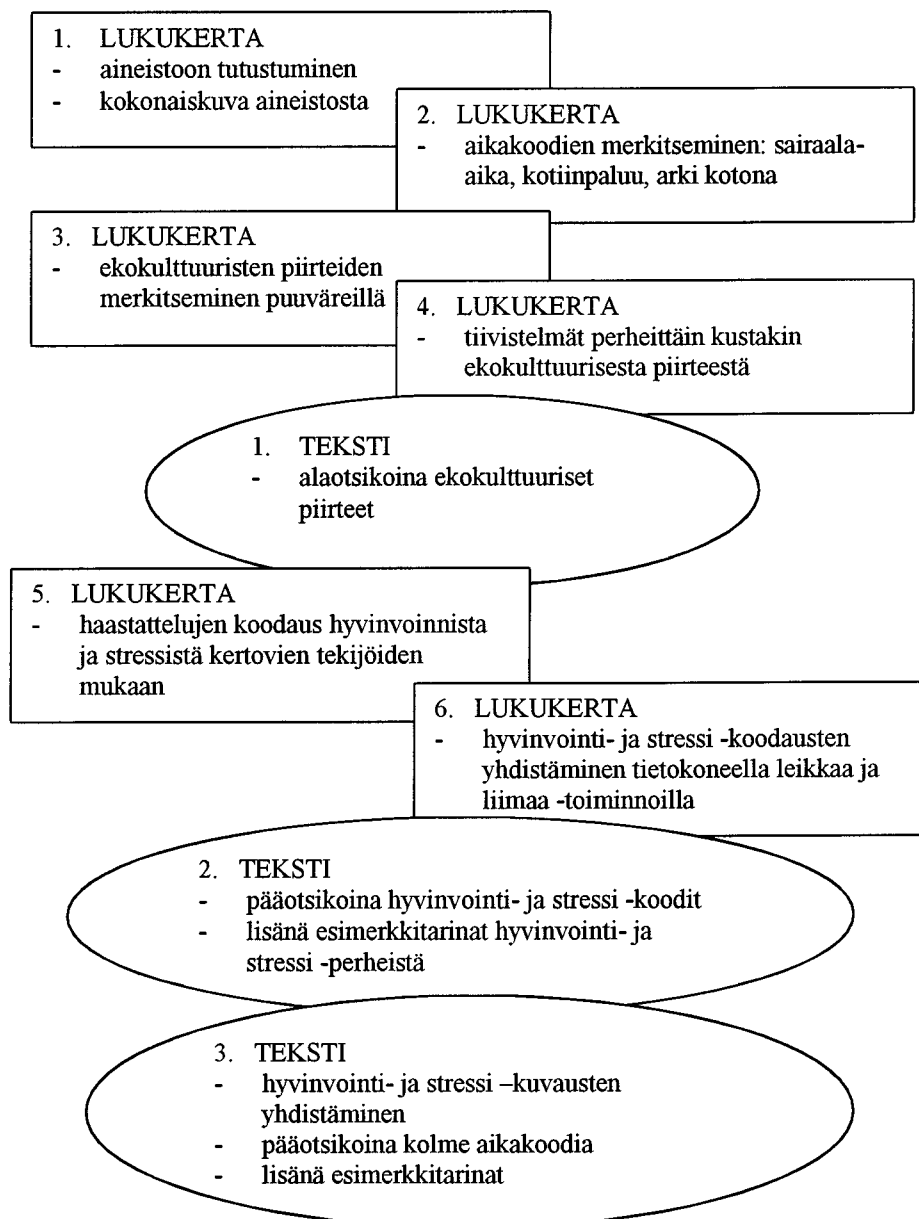 1. LUKUKERTA
- aineistoon tutustuminen
- kokonaiskuva aineistosta
2. LUKUKERTA
- aikakoodien merkitseminen: sairaala-
aika, kotiinpaluu, arki kotona
3. LUKUKERTA
- ekokulttuuristen piirteiden
merkitseminen puuväreillä
4. LUKUKERTA
- tiivistelmät perheittäin kustakin
ekokulttuurisesta piirteestä
1. TEKSTI
- alaotsikoina ekokulttuuriset
piirteet
5. LUKUKERTA
- haastattelujen koodaus hyvinvoinnista
ja stressistä kertovien tekijöiden
mukaan
6. LUKUKERTA
- hyvinvointi- ja stressi -koodausten
yhdistäminen tietokoneella leikkaa ja
liimaa -toiminnoilla
2. TEKSTI
- pääotsikoina hyvinvointi- ja stressi -koodit
- lisänä esimerkkitarinat hyvinvointi- ja
stressi -perheistä
3. TEKSTI
- hyvinvointi- ja stressi –kuvausten
yhdistäminen
- pääotsikoina kolme aikakoodia
- lisänä esimerkkitarinat